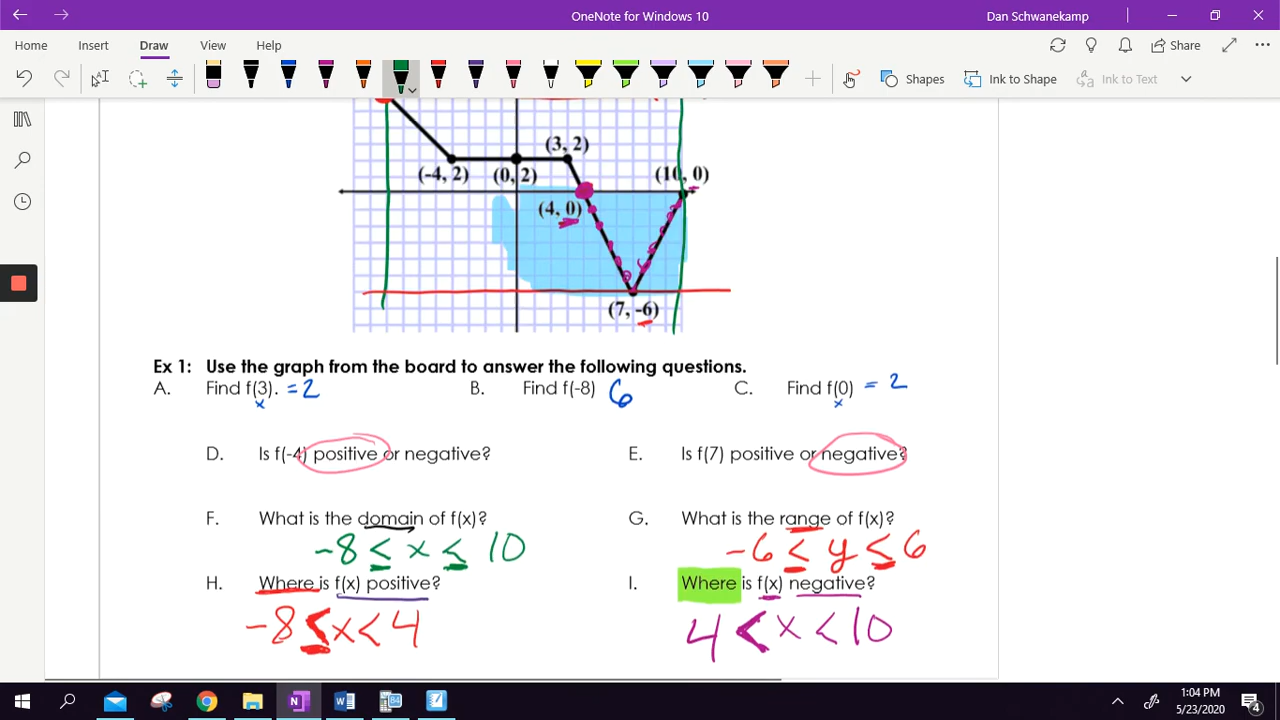 OneNote for Windows 10
Dan Schwanekamp
Home Insert Draw View Help
Share
Shapes Ink to Shape Ink to Text
(3, 2)
(-4, 2) (0, 2) (10, 0)
(4, 0)
(7, -6)
Ex 1: Use the graph from the board to answer the following questions.
A. Find f(3). = 2 B. Find f(-8) 6 C. Find f(0) = 2
x x
D. Is f(-4) positive or negative? E. Is f(7) positive or negative?
F. What is the domain of f(x)? G. What is the range of f(x)?
-8 ≤ x ≤ 10 -6 ≤ y ≤ 6
H. Where is f(x) positive? I. Where is f(x) negative?
-8 ≤ x < 4 4 < x < 10
1:04 PM
5/23/2020
4